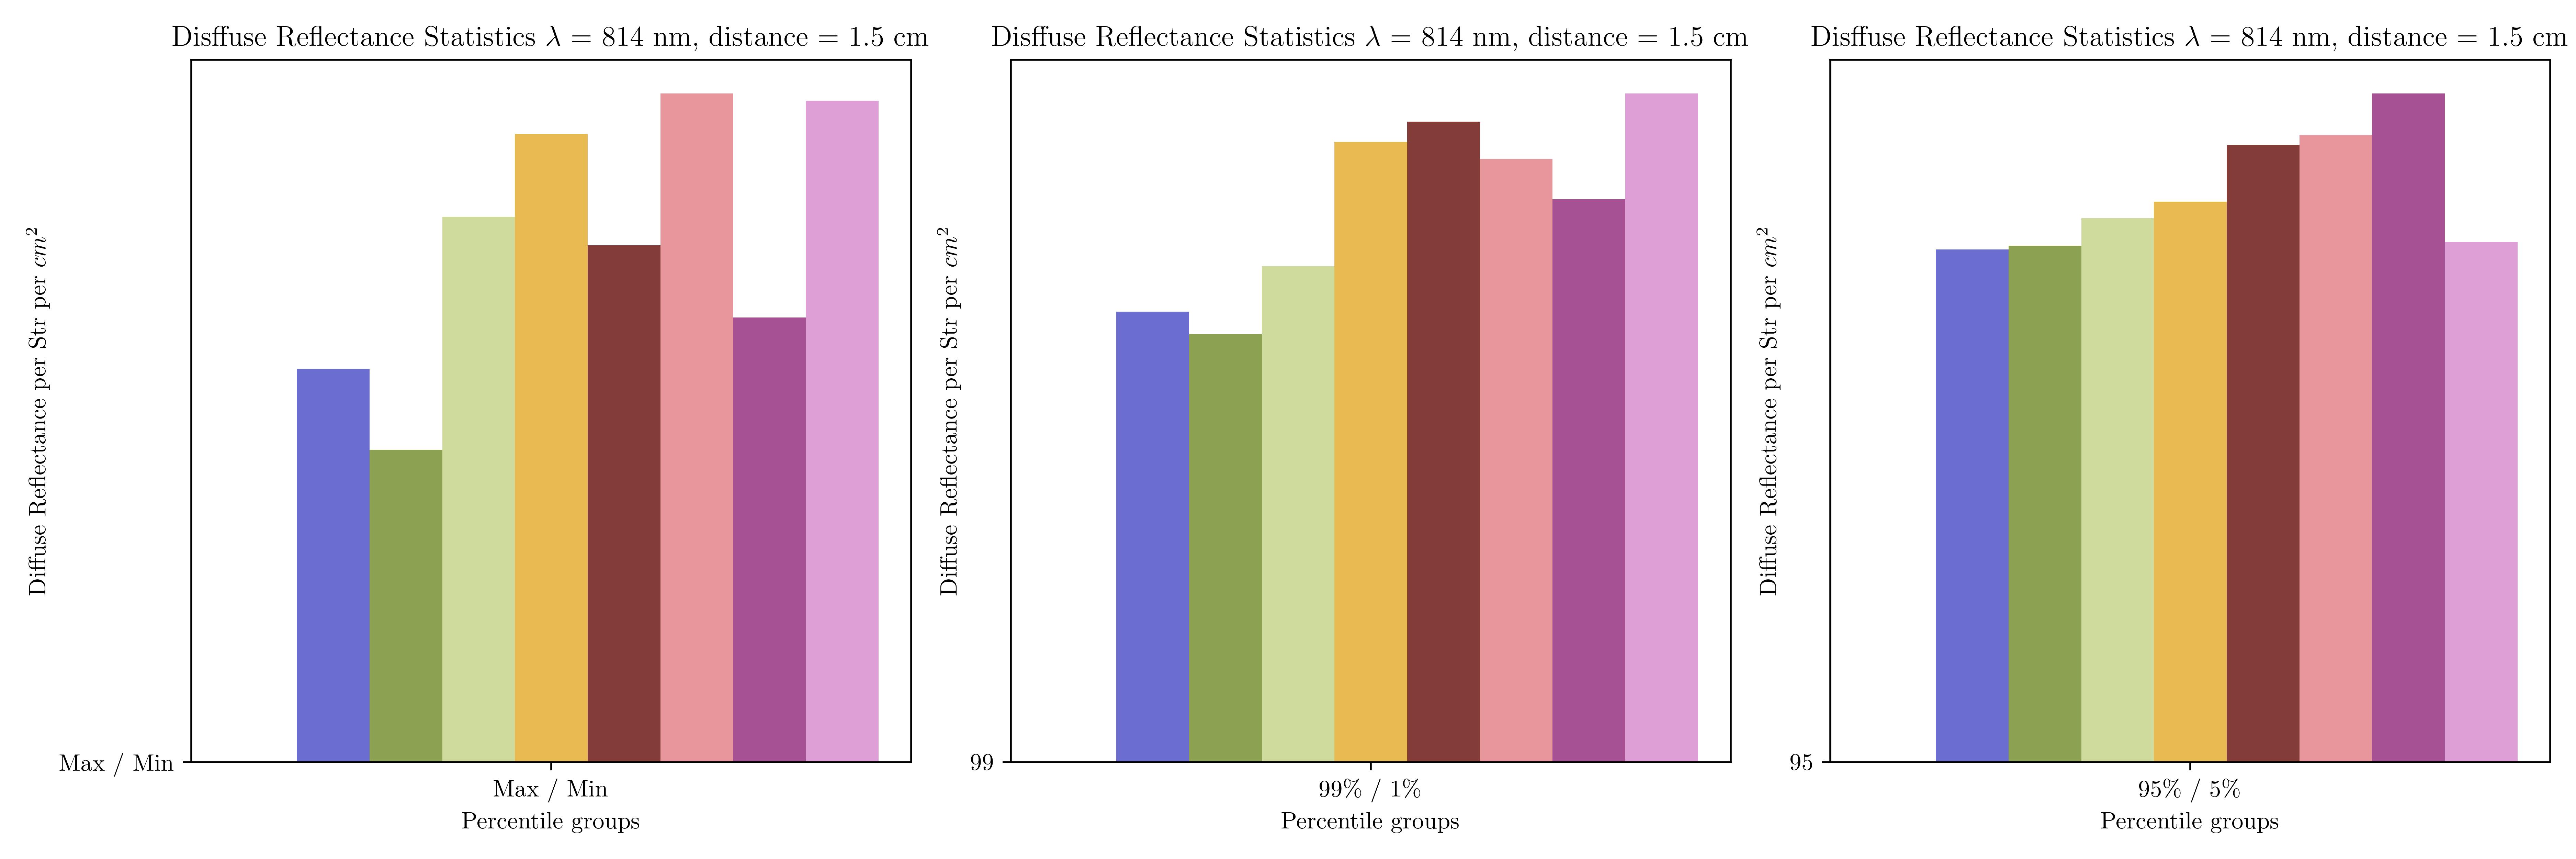 Disffuse Reflectance Statistics λ = 814 nm, distance = 1.5 cm
Diffuse Reflectance per Str per cm²
Max / Min
Max / Min
Percentile groups
Disffuse Reflectance Statistics λ = 814 nm, distance = 1.5 cm
Diffuse Reflectance per Str per cm²
99
99% / 1%
Percentile groups
Disffuse Reflectance Statistics λ = 814 nm, distance = 1.5 cm
Diffuse Reflectance per Str per cm²
95
95% / 5%
Percentile groups